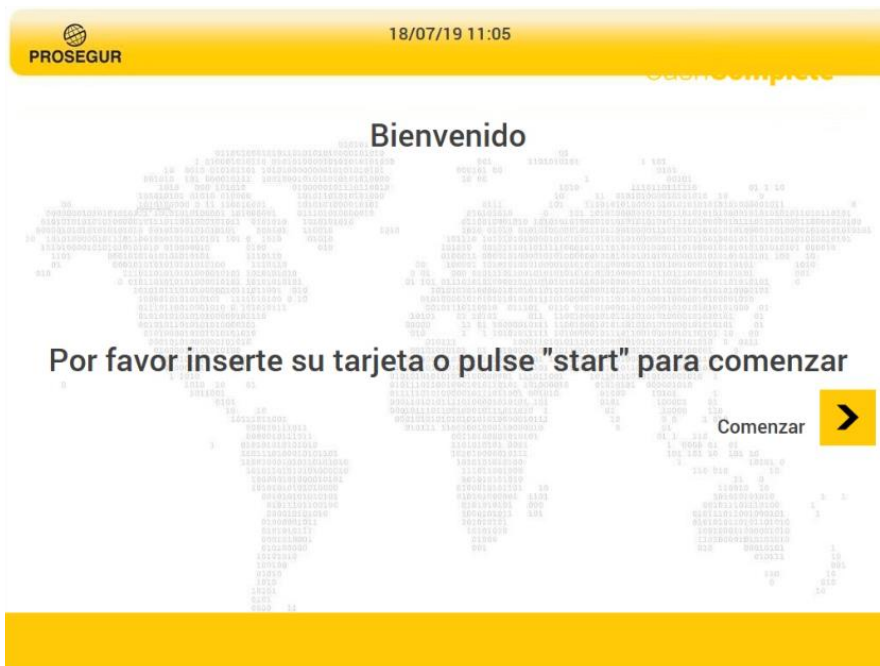 PROSEGUR
18/07/19 11:05
Bienvenido
Por favor inserte su tarjeta o pulse "start" para comenzar
Comenzar